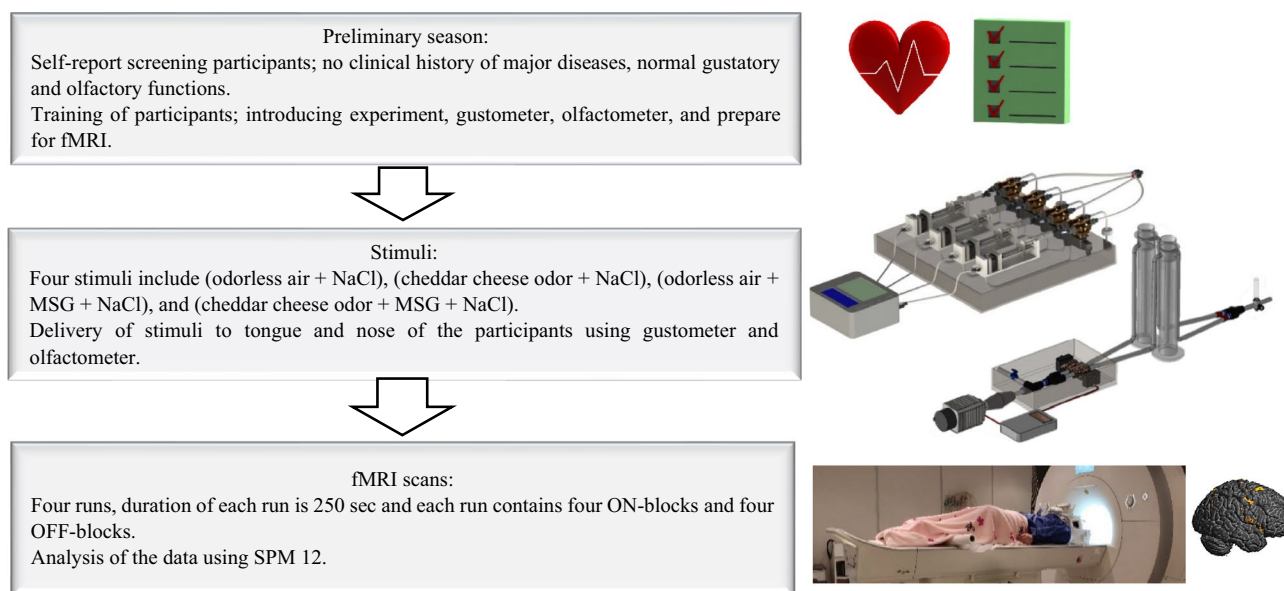 Preliminary season:
Self-report screening participants; no clinical history of major diseases, normal gustatory
and olfactory functions.
Training of participants; introducing experiment, gustometer, olfactometer, and prepare
for fMRI.
Stimuli:
Four stimuli include (odorless air + NaCl), (cheddar cheese odor + NaCl), (odorless air +
MSG + NaCl), and (cheddar cheese odor + MSG + NaCl).
Delivery of stimuli to tongue and nose of the participants using gustometer and
olfactometer.
fMRI scans:
Four runs, duration of each run is 250 sec and each run contains four ON-blocks and four
OFF-blocks.
Analysis of the data using SPM 12.